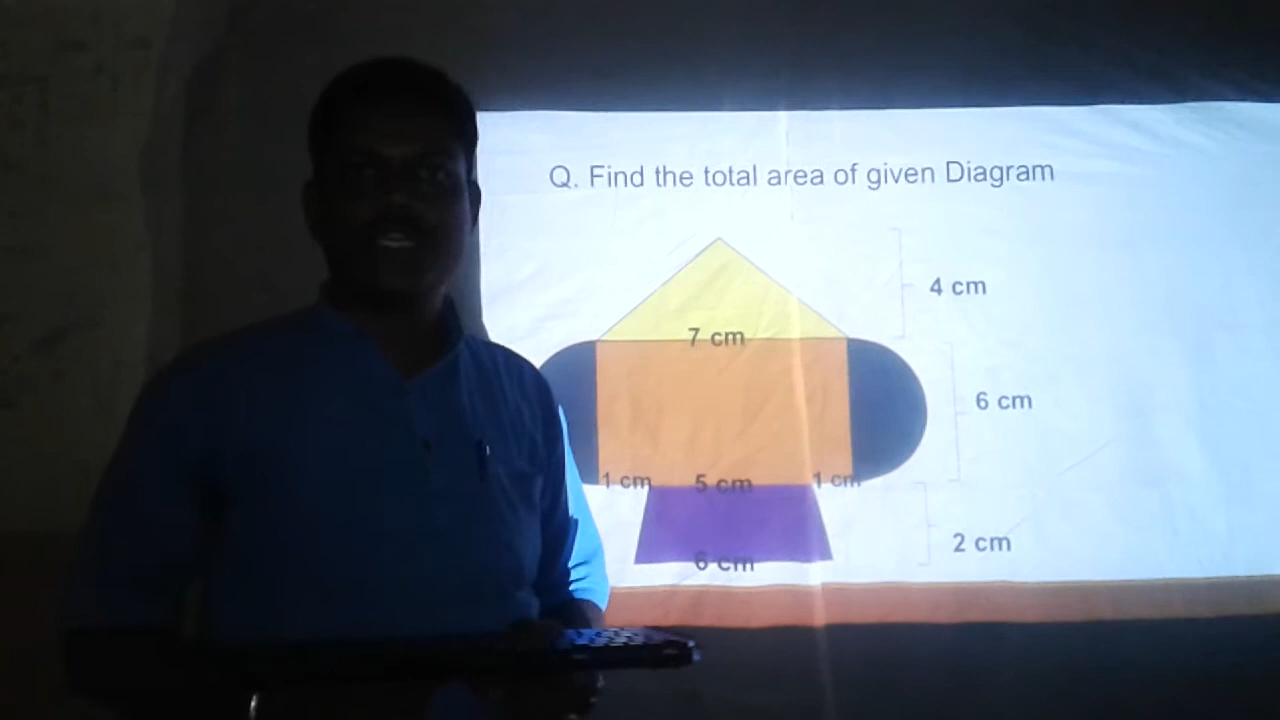 Q. Find the total area of given Diagram
4 cm
7 cm
6 cm
1 cm 5 cm 1 cm
2 cm
6 cm